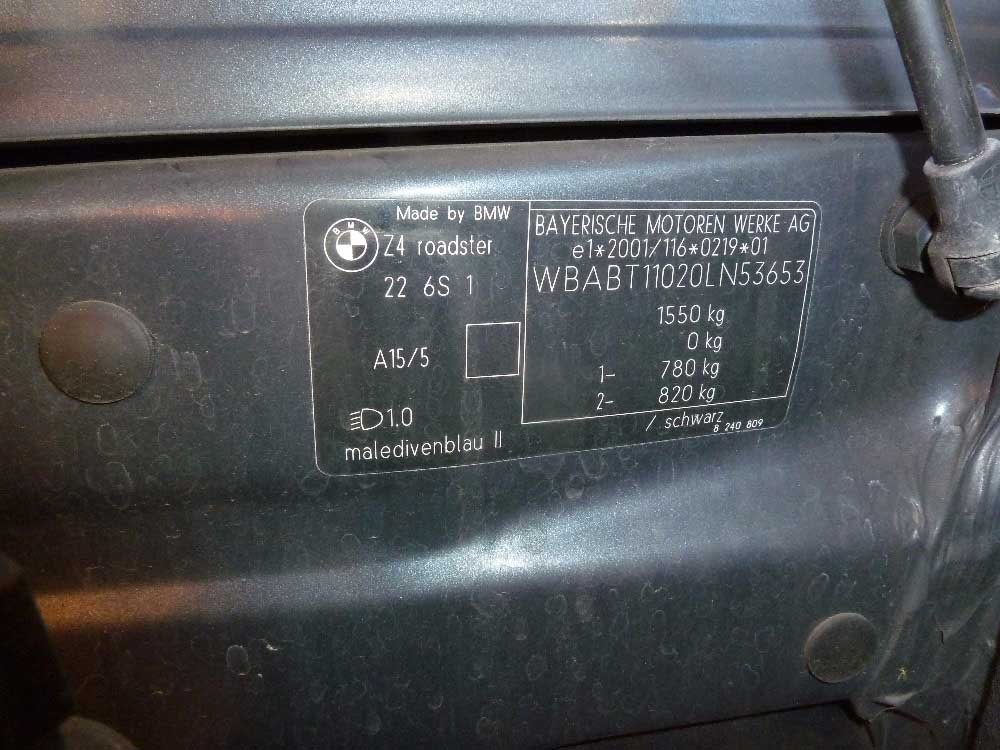 Made by BMW
BMW
Z4 roadster
22 6S 1
A15/5
1.0
maledivenblau II
BAYERISCHE MOTOREN WERKE AG
e1*2001/116*0219*01
WBABT11020LN53653
1550 kg
0 kg
1- 780 kg
2- 820 kg
/ schwarz
8 240 809